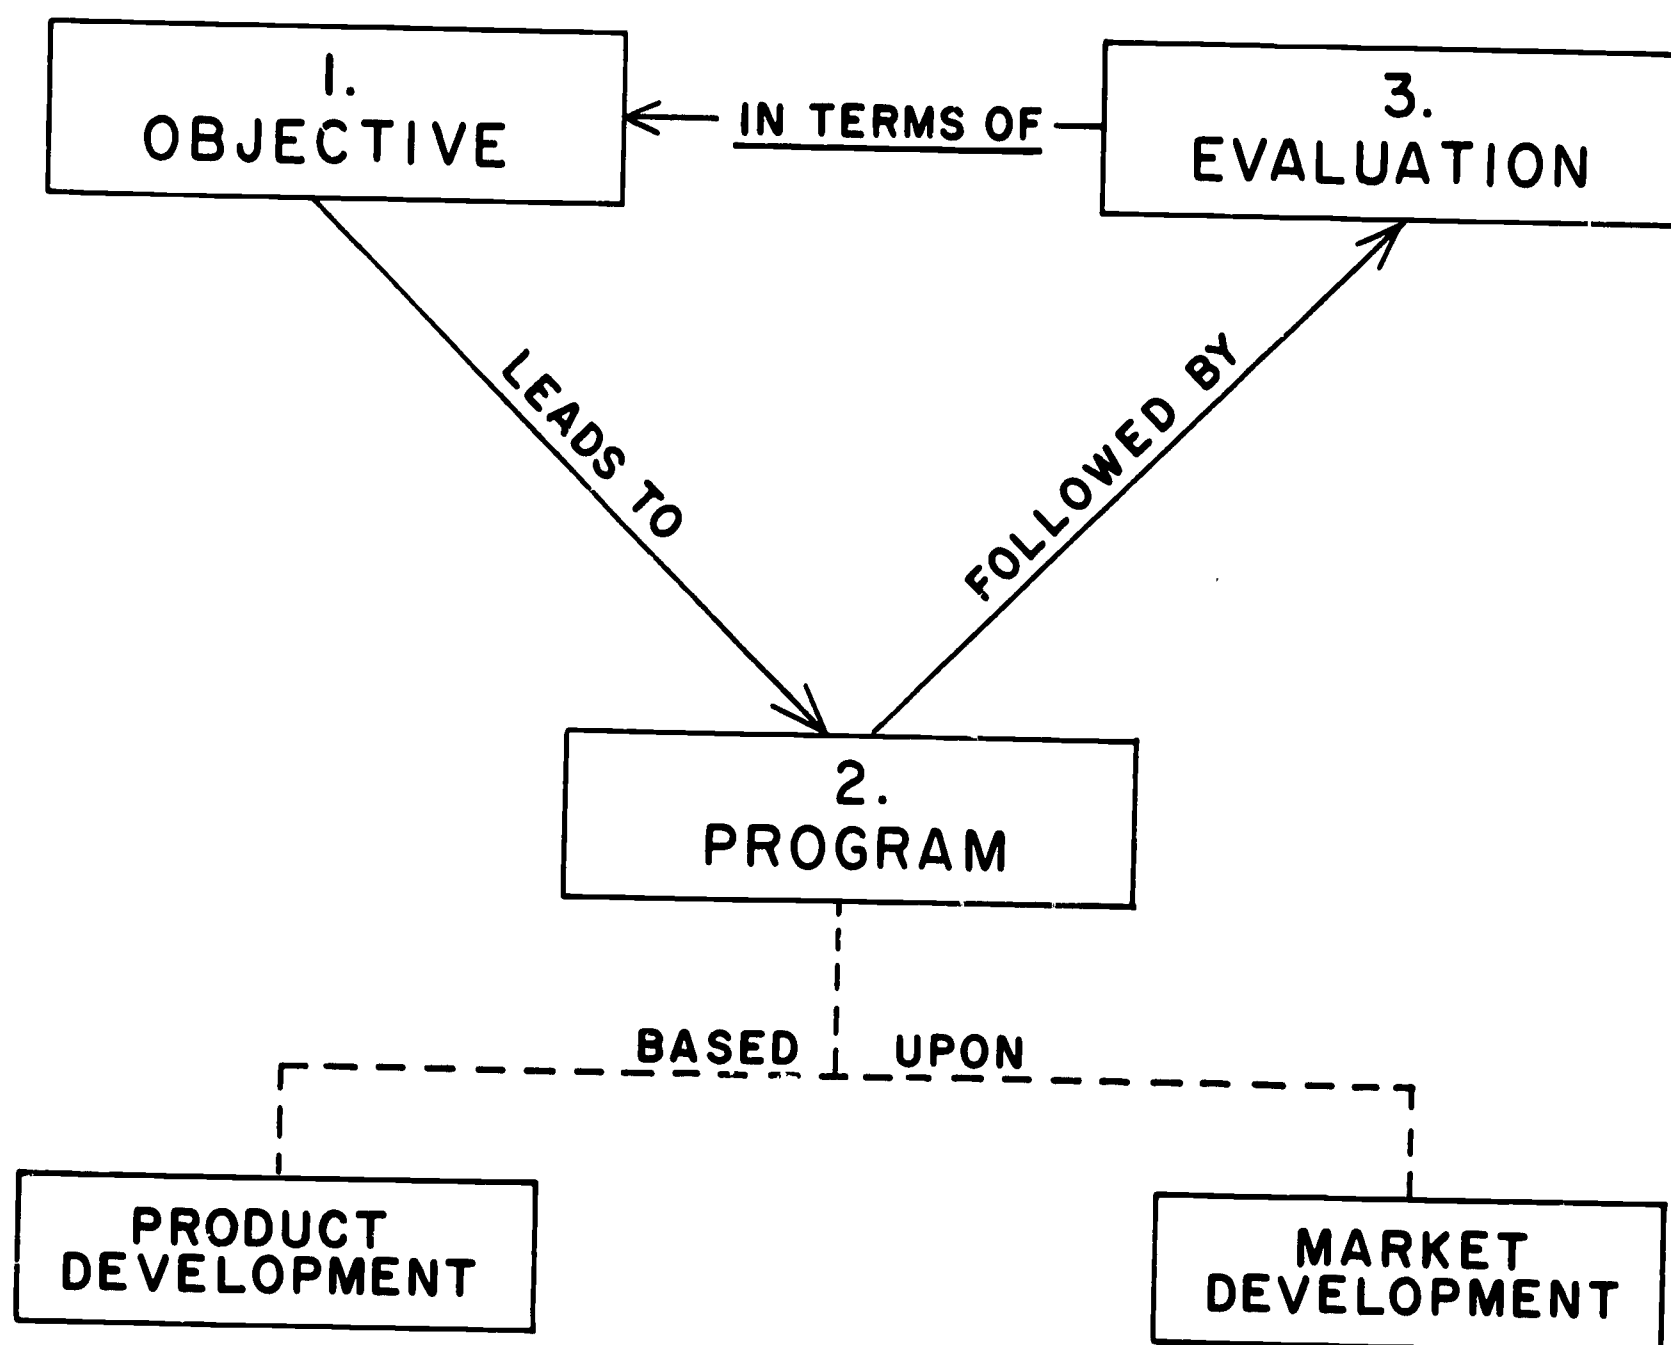 1.
OBJECTIVE
IN TERMS OF
3.
EVALUATION
LEADS TO
FOLLOWED BY
2.
PROGRAM
BASED UPON
PRODUCT
DEVELOPMENT
MARKET
DEVELOPMENT